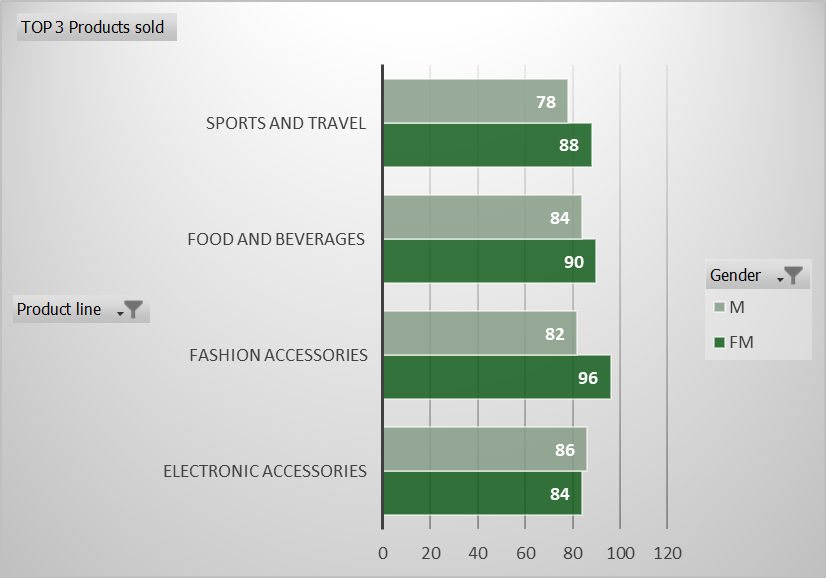 TOP 3 Products sold
SPORTS AND TRAVEL
78
88
FOOD AND BEVERAGES
84
90
FASHION ACCESSORIES
82
96
ELECTRONIC ACCESSORIES
86
84
0 20 40 60 80 100 120
Product line
Gender
M
FM